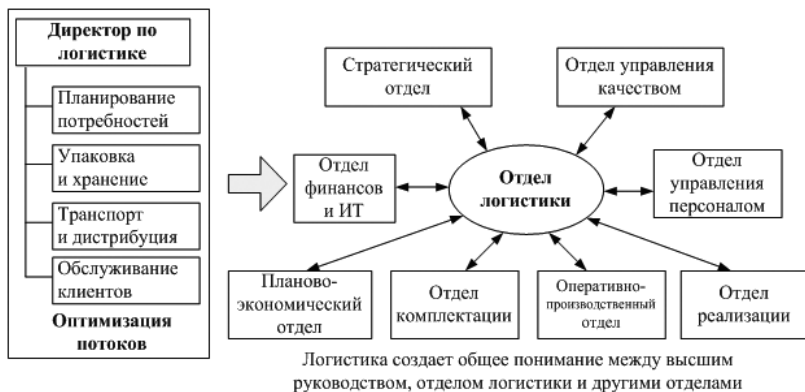 Директор по
логистике
Планирование
потребностей
Упаковка
и хранение
Транспорт
и дистрибуция
Обслуживание
клиентов
Оптимизация
потоков
Стратегический
отдел
Отдел управления
качеством
Отдел
финансов
и ИТ
Отдел
логистики
Отдел
управления
персоналом
Планово-
экономический
отдел
Отдел
комплектации
Оперативно-
производственный
отдел
Отдел
реализации
Логистика создает общее понимание между высшим
руководством, отделом логистики и другими отделами